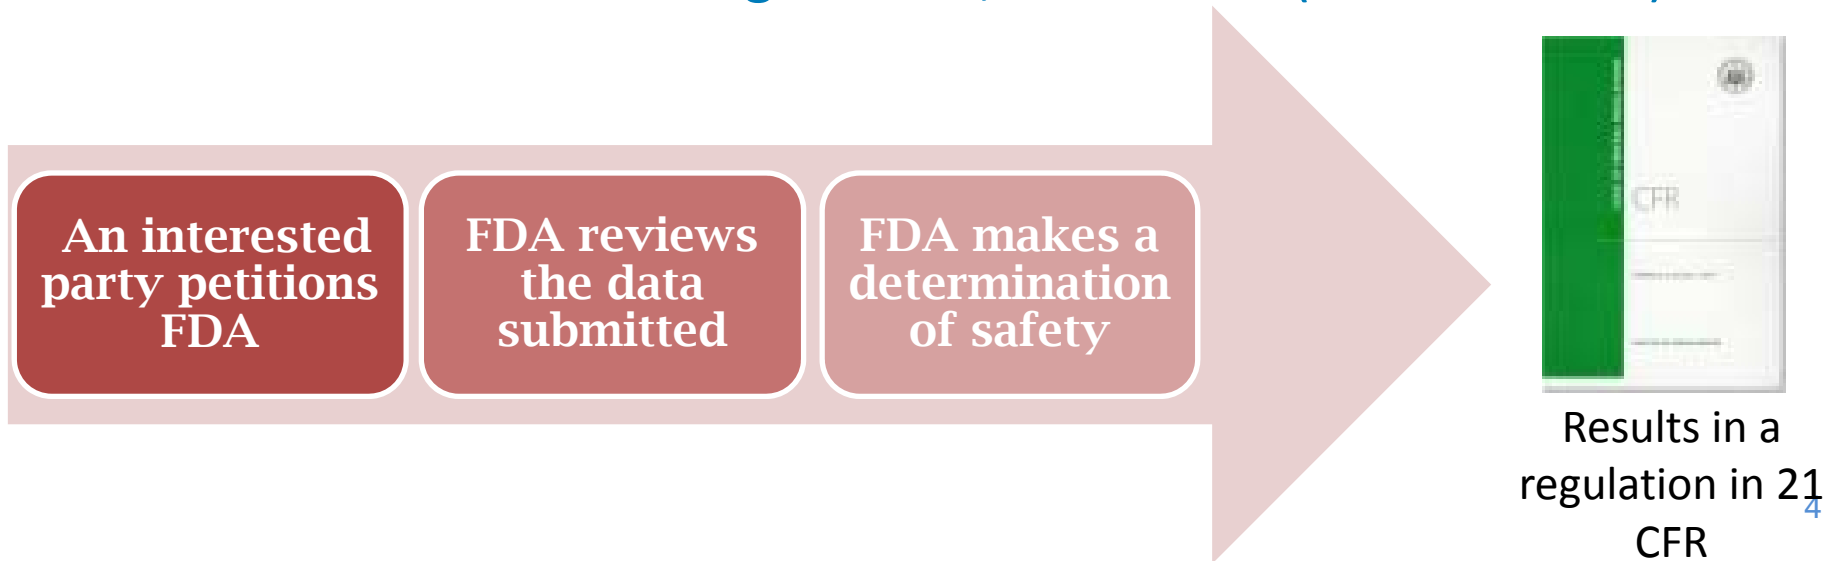 An interested
party petitions
FDA
FDA reviews
the data
submitted
FDA makes a
determination
of safety
CFR
Results in a
regulation in 21
CFR
4